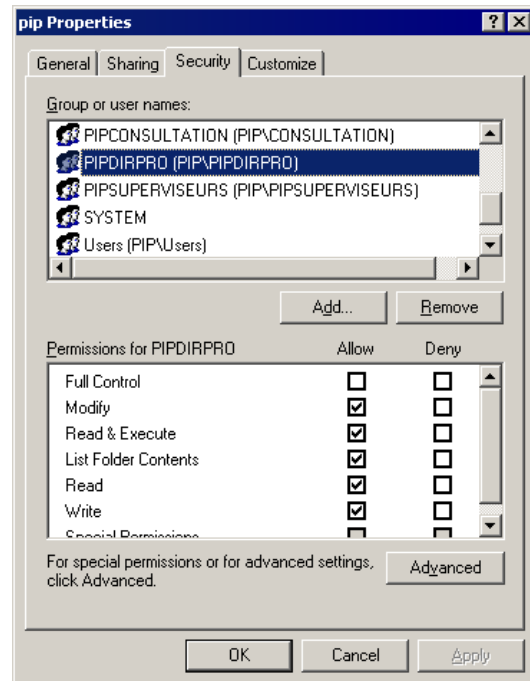 pip Properties
General Sharing Security Customize
Group or user names:
PIPCONSULTATION (PIP\CONSULTATION)
PIPDIRPRO (PIP\PIPDIRPRO)
PIPSUPERVISEURS (PIP\PIPSUPERVISEURS)
SYSTEM
Users (PIP\Users)
Add... Remove
Permissions for PIPDIRPRO Allow Deny
Full Control
Modify
Read & Execute
List Folder Contents
Read
Write
Special Permissions
For special permissions or for advanced settings,
click Advanced.
Advanced
OK Cancel Apply